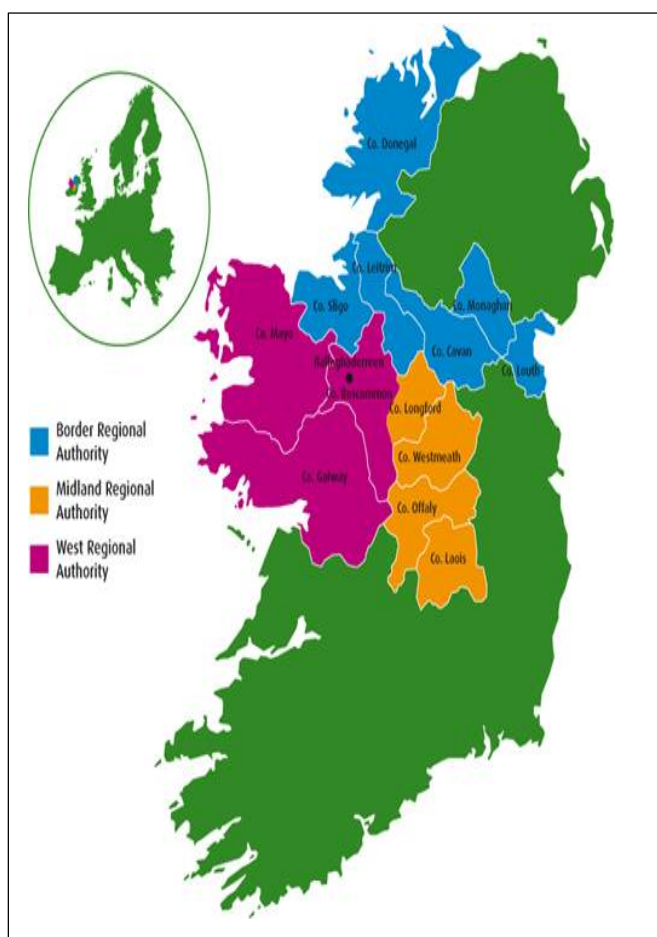 Co. Donegal
Co. Leitrim
Co. Monaghan
Co. Sligo
Co. Mayo
Co. Cavan
Ballaghaderreen
Co. Louth
Co. Roscommon
Co. Longford
Co. Westmeath
Co. Galway
Co. Offaly
Co. Laois
Border Regional
Authority
Midland Regional
Authority
West Regional
Authority